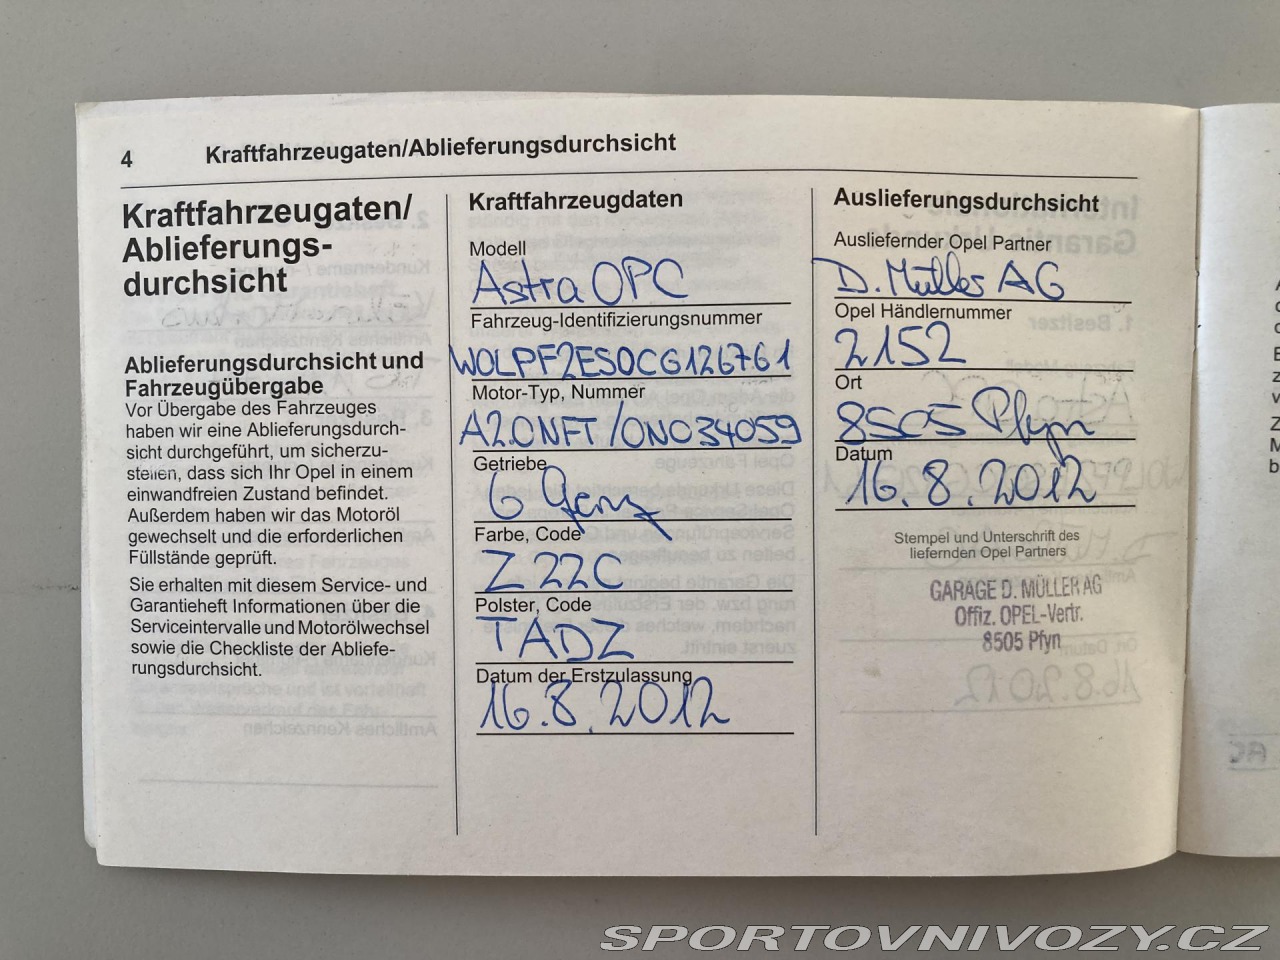 4
Kraftfahrzeugaten/Ablieferungsdurchsicht
Kraftfahrzeugaten/
Ablieferungs-
durchsicht
Ablieferungsdurchsicht und
Fahrzeugübergabe
Vor Übergabe des Fahrzeuges
haben wir eine Ablieferungsdurch-
sicht durchgeführt, um sicherzu-
stellen, dass sich Ihr Opel in einem
einwandfreien Zustand befindet.
Außerdem haben wir das Motoröl
gewechselt und die erforderlichen
Füllstände geprüft.
Sie erhalten mit diesem Service- und
Garantieheft Informationen über die
Serviceintervalle und Motorölwechsel
sowie die Checkliste der Abliefe-
rungsdurchsicht.
Kraftfahrzeugdaten
Modell
Astra OPC
Fahrzeug-Identifizierungsnummer
WOLPF2ESOCG126761
Motor-Typ, Nummer
A2.0NFT/0NC34059
Getriebe
6 Gang
Farbe, Code
Z 22C
Polster, Code
TADZ
Datum der Erstzulassung
16.8.2012
Auslieferungsdurchsicht
Ausliefernder Opel Partner
D. Müller AG
Opel Händlernummer
2152
Ort
8505 Pfyn
Datum
16.8.2012
Stempel und Unterschrift des
liefernden Opel Partners
GARAGE D. MÜLLER AG
Offiz. OPEL-Vertr.
8505 Pfyn
SPORTOVNIVOZY.CZ